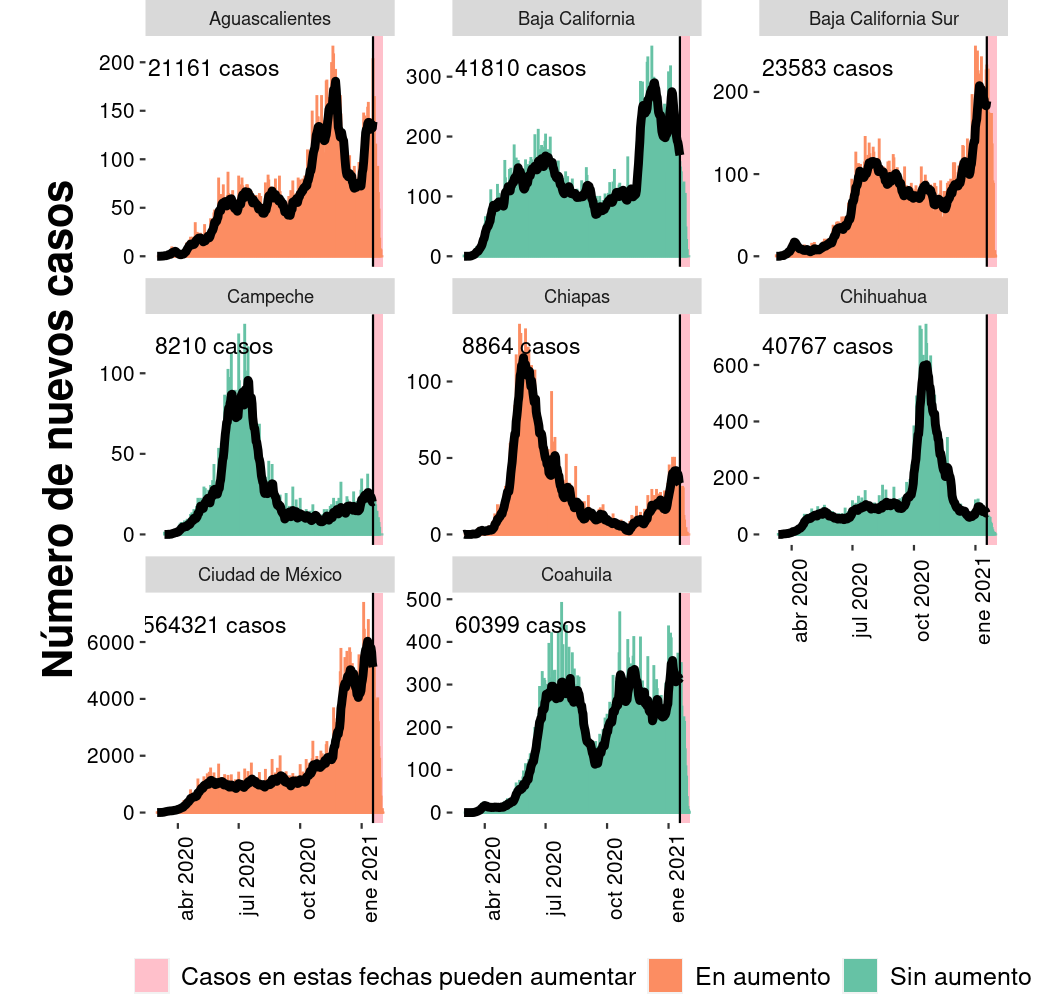 Aguascalientes
Baja California
Baja California Sur
200
150
100
50
0
21161 casos
300
200
100
0
41810 casos
200
100
0
23583 casos
Número de nuevos casos
Campeche
Chiapas
Chihuahua
100
50
0
8210 casos
100
50
0
8864 casos
600
400
200
0
40767 casos
abr 2020
jul 2020
oct 2020
ene 2021
Ciudad de México
Coahuila
6000
4000
2000
0
564321 casos
500
400
300
200
100
0
60399 casos
abr 2020
jul 2020
oct 2020
ene 2021
abr 2020
jul 2020
oct 2020
ene 2021
Casos en estas fechas pueden aumentar
En aumento
Sin aumento